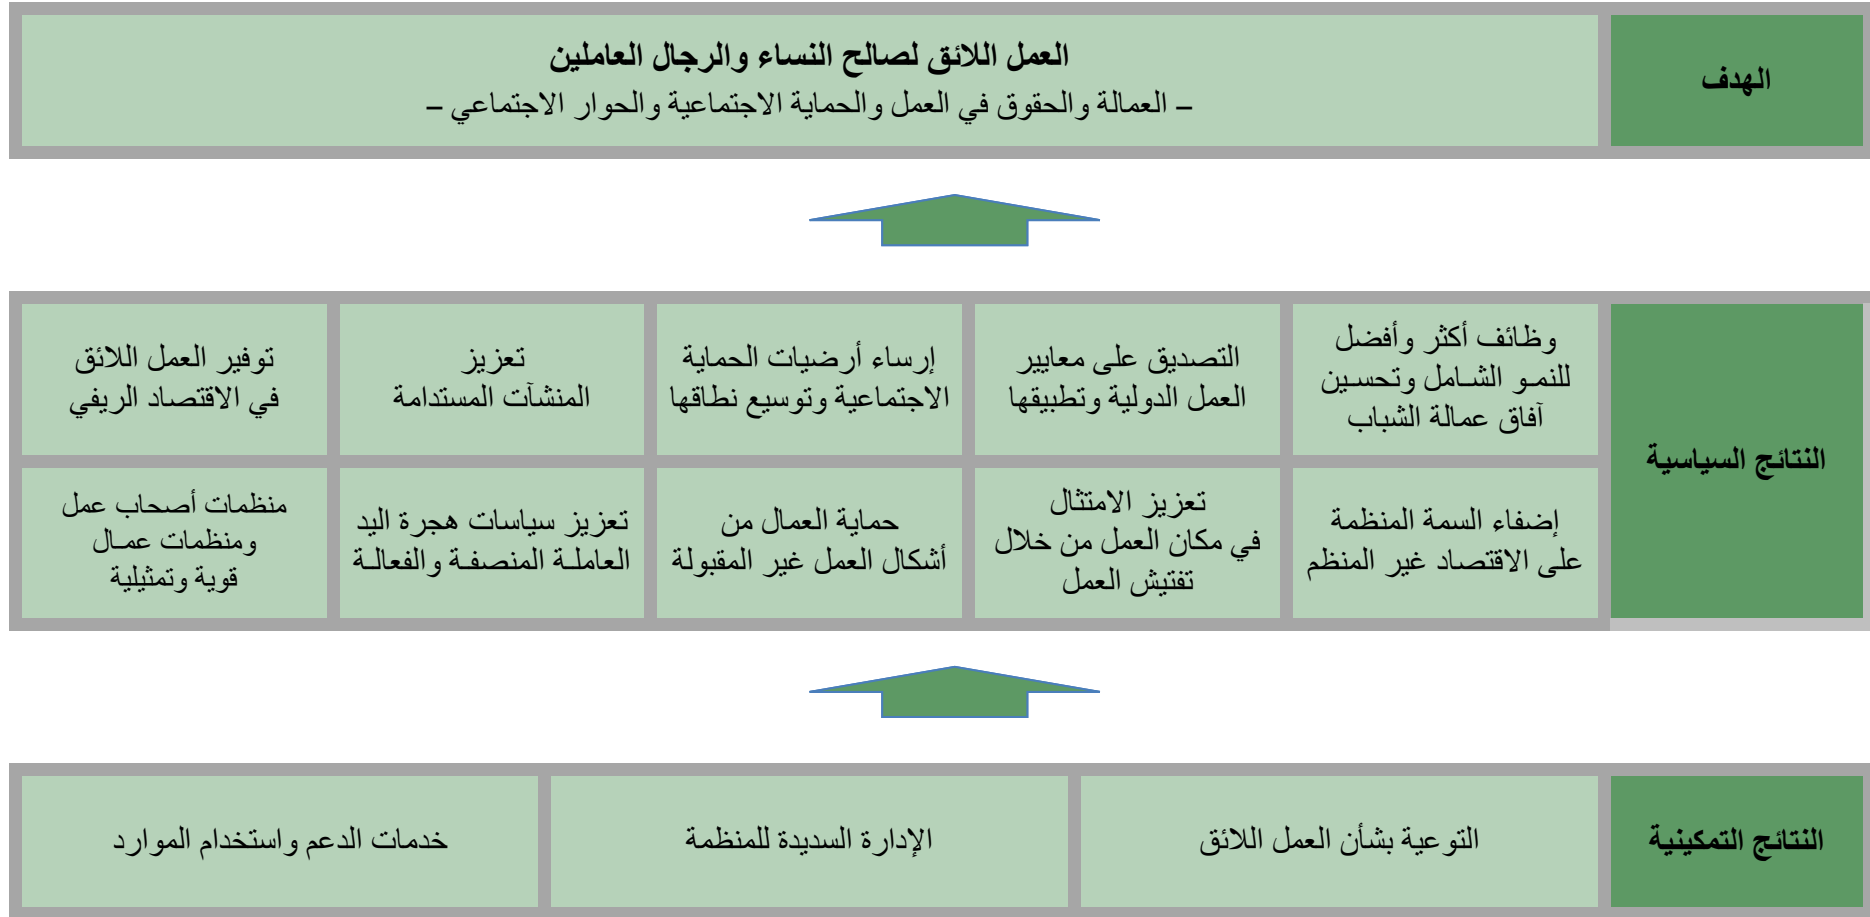 الهدف
العمل اللائق لصالح النساء والرجال العاملين
– العمالة والحقوق في العمل والحماية الاجتماعية والحوار الاجتماعي –
النتائج السياسية
وظائف أكثر وأفضل
للنمو الشامل وتحسين
آفاق عمالة الشباب
التصديق على معايير
العمل الدولية وتطبيقها
إرساء أرضيات الحماية
الاجتماعية وتوسيع نطاقها
تعزيز
المنشآت المستدامة
توفير العمل اللائق
في الاقتصاد الريفي
إضفاء السمة المنظمة
على الاقتصاد غير المنظم
تعزيز الامتثال
في مكان العمل من خلال
تفتيش العمل
حماية العمال من
أشكال العمل غير المقبولة
تعزيز سياسات هجرة اليد
العاملة المنصفة والفعالة
منظمات أصحاب عمل
ومنظمات عمال
قوية وتمثيلية
النتائج التمكينية
التوعية بشأن العمل اللائق
الإدارة السديدة للمنظمة
خدمات الدعم واستخدام الموارد